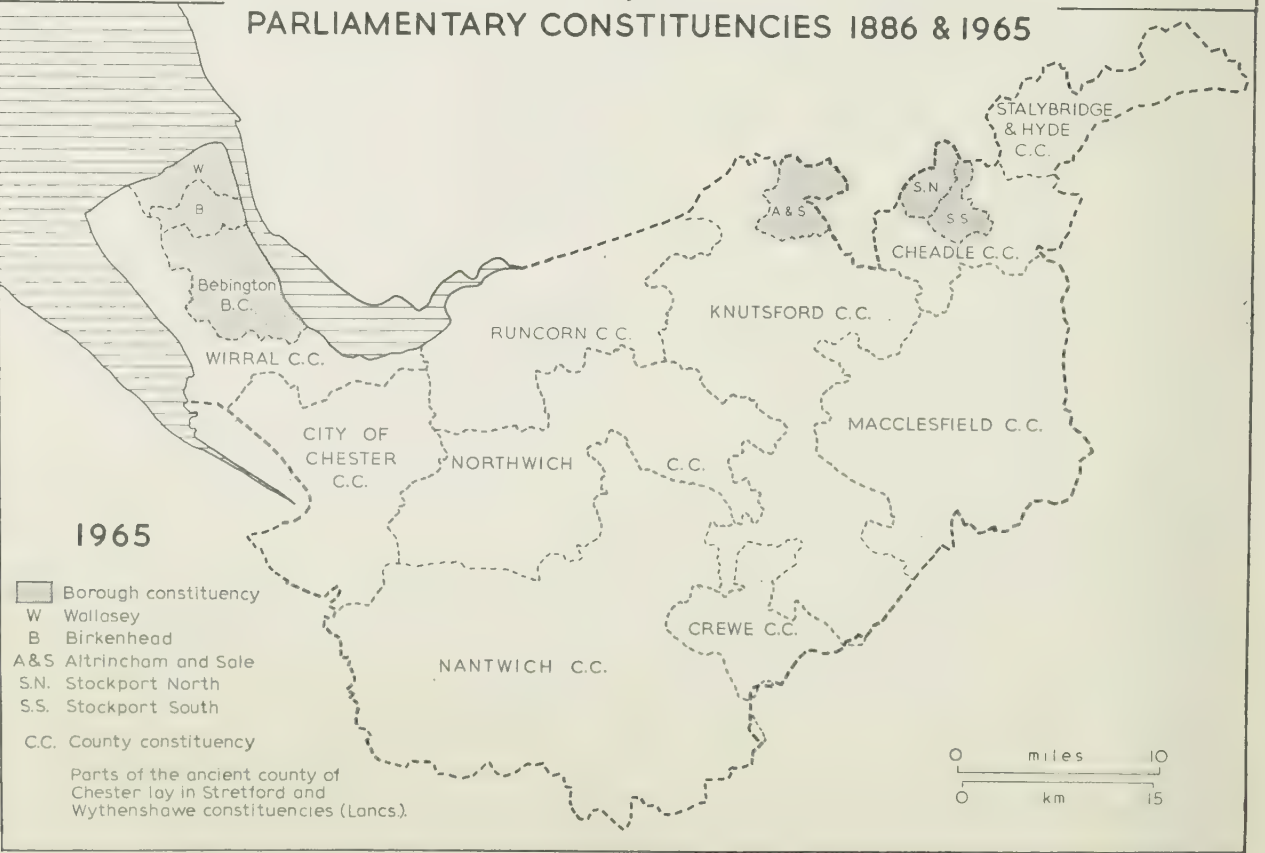 PARLIAMENTARY CONSTITUENCIES 1886 & 1965
STALYBRIDGE
& HYDE
C.C.
W
B
A & S
S.N
S S
CHEADLE C.C.
Bebington
B.C.
KNUTSFORD C.C.
RUNCORN C.C.
WIRRAL C.C.
MACCLESFIELD C.C.
CITY OF
CHESTER
C.C.
NORTHWICH C.C.
CREWE C.C.
NANTWICH C.C.
1965
Borough constituency
W Wallasey
B Birkenhead
A&S Altrincham and Sale
S.N. Stockport North
S.S. Stockport South
C.C. County constituency
Parts of the ancient county of
Chester lay in Stretford and
Wythenshawe constituencies (Lancs.).
0 miles 10
0 km 15